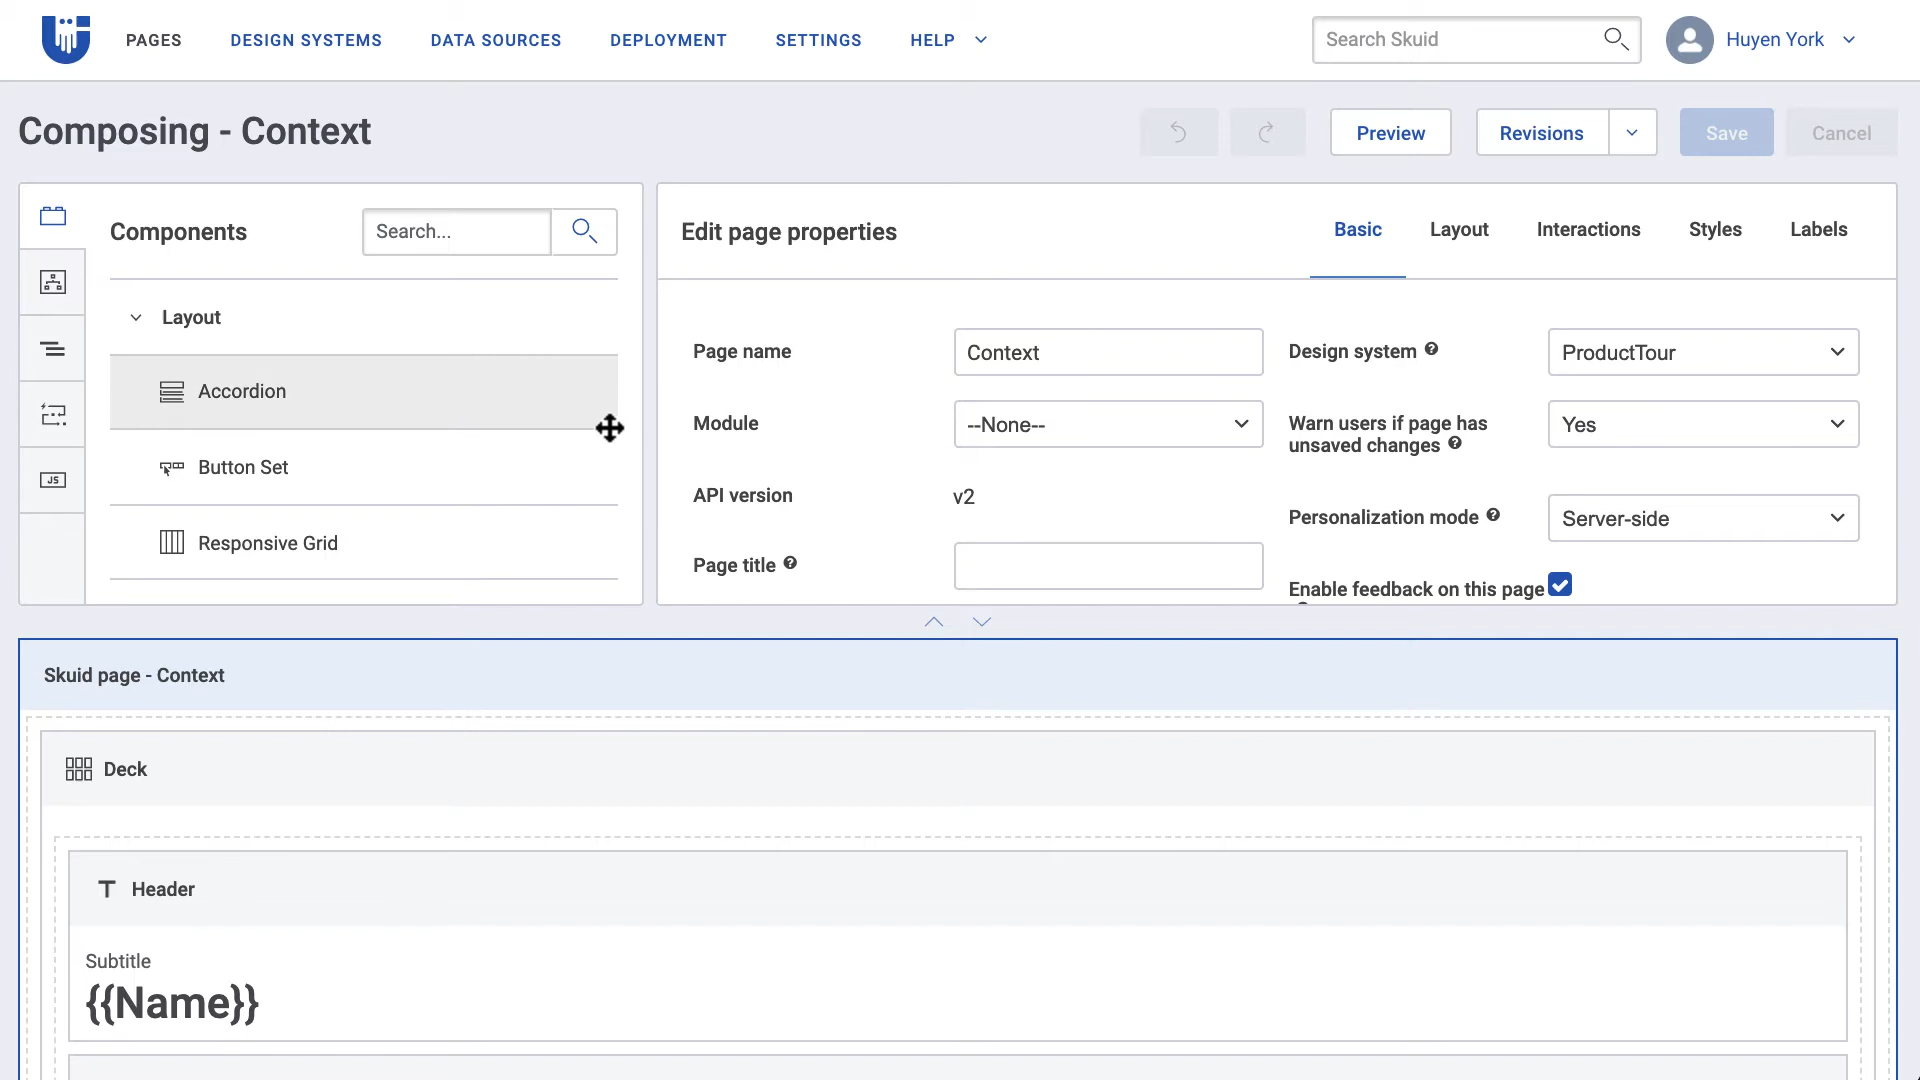 PAGES
DESIGN SYSTEMS
DATA SOURCES
DEPLOYMENT
SETTINGS
HELP
Search Skuid
Huyen York
Composing - Context
Preview
Revisions
Save
Cancel
Components
Search...
Layout
Accordion
Button Set
Responsive Grid
JS
Edit page properties
Basic
Layout
Interactions
Styles
Labels
Page name
Context
Module
--None--
API version
v2
Page title
Design system
ProductTour
Warn users if page has
unsaved changes
Yes
Personalization mode
Server-side
Enable feedback on this page
Skuid page - Context
Deck
Header
Subtitle
{{Name}}